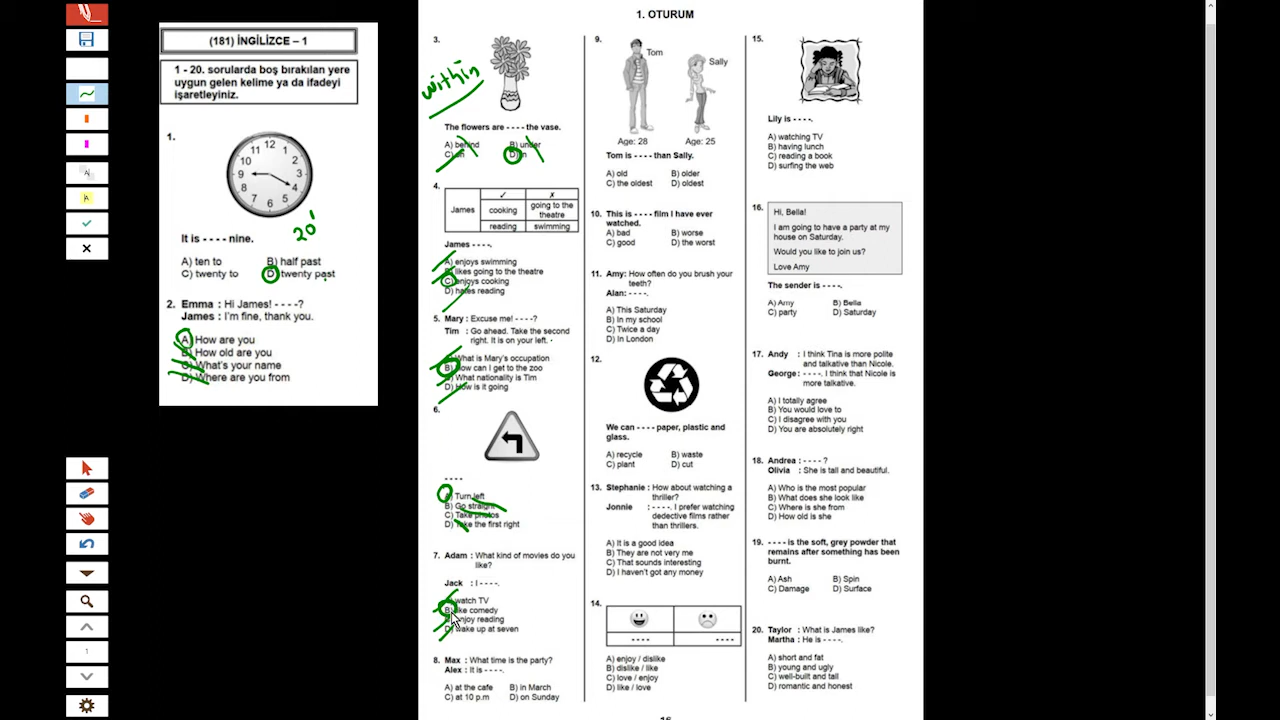 (181) İNGİLİZCE – 1
1 - 20. sorularda boş bırakılan yere
uygun gelen kelime ya da ifadeyi
işaretleyiniz.
1.
11 12 1
10 2
9 3
8 4
7 6 5
20'
It is - - - - nine.
A) ten to B) half past
C) twenty to D) twenty past
2. Emma : Hi James! - - - -?
James : I'm fine, thank you.
A) How are you
B) How old are you
C) What's your name
D) Where are you from
1. OTURUM
3.
within
The flowers are - - - - the vase.
A) behind B) under
C) on D) in
4.
✓ ✗
James cooking going to the
theatre
reading swimming
James - - - -.
A) enjoys swimming
B) likes going to the theatre
C) enjoys cooking
D) hates reading
5. Mary : Excuse me! - - - -?
Tim : Go ahead. Take the second
right. It is on your left.
A) What is Mary's occupation
B) How can I get to the zoo
C) What nationality is Tim
D) How is it going
6.
- - - -
A) Turn left
B) Go straight
C) Take photos
D) Take the first right
7. Adam : What kind of movies do you
like?
Jack : I - - - -.
A) watch TV
B) like comedy
C) enjoy reading
D) wake up at seven
8. Max : What time is the party?
Alex : It is - - - -.
A) at the cafe B) in March
C) at 10 p.m D) on Sunday
9.
Tom
Sally
Age: 28 Age: 25
Tom is - - - - than Sally.
A) old B) older
C) the oldest D) oldest
10. This is - - - - film I have ever
watched.
A) bad B) worse
C) good D) the worst
11. Amy: How often do you brush your
teeth?
Alan: - - - -.
A) This Saturday
B) In my school
C) Twice a day
D) In London
12.
We can - - - - paper, plastic and
glass.
A) recycle B) waste
C) plant D) cut
13. Stephanie : How about watching a
thriller?
Jonnie : - - - -. I prefer watching
dedective films rather
than thrillers.
A) It is a good idea
B) They are not very me
C) That sounds interesting
D) I haven't got any money
14.
- - - - - - - -
A) enjoy / dislike
B) dislike / like
C) love / enjoy
D) like / love
15.
Lily is - - - -.
A) watching TV
B) having lunch
C) reading a book
D) surfing the web
16.
Hi, Bella!
I am going to have a party at my
house on Saturday.
Would you like to join us?
Love Amy
The sender is - - - -.
A) Amy B) Bella
C) party D) Saturday
17. Andy : I think Tina is more polite
and talkative than Nicole.
George : - - - -. I think that Nicole is
more talkative.
A) I totally agree
B) You would love to
C) I disagree with you
D) You are absolutely right
18. Andrea : - - - - ?
Olivia : She is tall and beautiful.
A) Who is the most popular
B) What does she look like
C) Where is she from
D) How old is she
19. - - - - is the soft, grey powder that
remains after something has been
burnt.
A) Ash B) Spin
C) Damage D) Surface
20. Taylor : What is James like?
Martha : He is - - - -.
A) short and fat
B) young and ugly
C) well-built and tall
D) romantic and honest
1